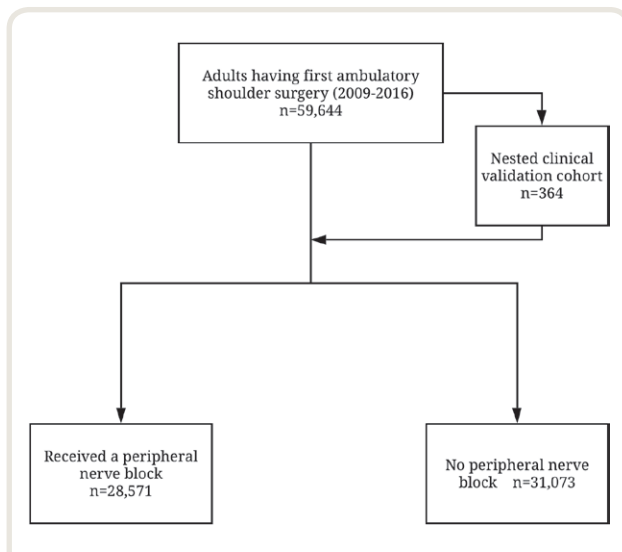 Adults having first ambulatory
shoulder surgery (2009-2016)
n=59,644
Nested clinical
validation cohort
n=364
Received a peripheral
nerve block
n=28,571
No peripheral nerve
block n=31,073